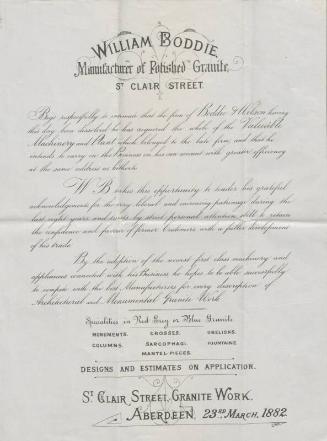 WILLIAM BODDIE,
Manufacturer of Polished Granite,
ST CLAIR STREET.
Begs respectfully to intimate that the firm of Boddie & Wilson having
this day been dissolved he has acquired the whole of the Valuable
Machinery and Plant which belonged to the late firm, and that he
intends to carry on the Business on his own account with greater efficiency
at the same address as hitherto.
W. B. takes this opportunity to tender his grateful
acknowledgments for the very liberal and increasing patronage during the
last eight years and trusts by strict personal attention still to retain
the confidence and favour of former Customers with a fuller development
of his trade.
By the adoption of the newest first class machinery and
appliances connected with his Business he hopes to be able successfully
to compete with the best Manufacturers for every description of
Architectural and Monumental Granite Work.
Specialities in Red Grey or Blue Granite
MONUMENTS. CROSSES. OBELISKS.
COLUMNS. SARCOPHAGI. FOUNTAINS.
MANTEL-PIECES.
DESIGNS AND ESTIMATES ON APPLICATION.
ST CLAIR STREET, GRANITE WORK,
ABERDEEN, 23RD MARCH, 1882.